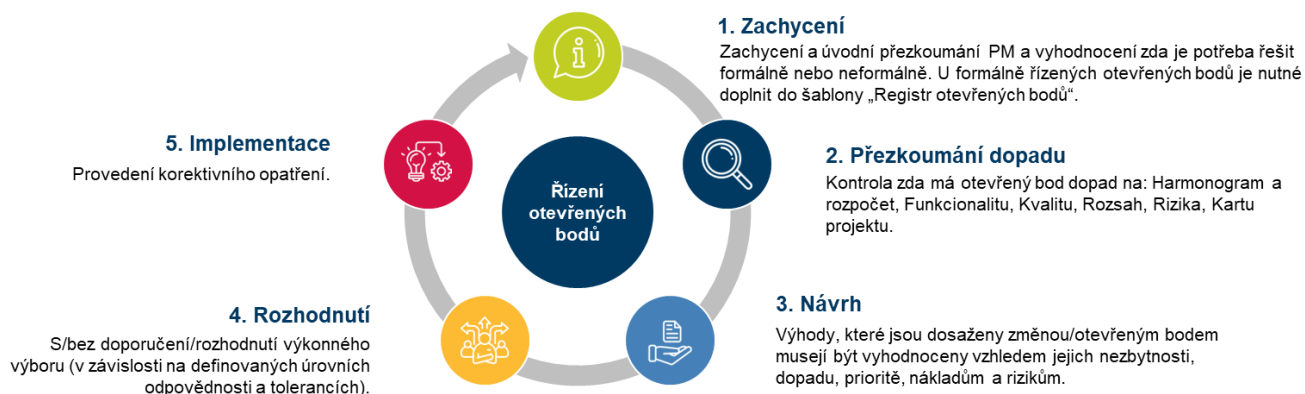 1. Zachycení
Zachycení a úvodní přezkoumání PM a vyhodnocení zda je potřeba řešit
formálně nebo neformálně. U formálně řízených otevřených bodů je nutné
doplnit do šablony „Registr otevřených bodů“.
2. Přezkoumání dopadu
Kontrola zda má otevřený bod dopad na: Harmonogram a
rozpočet, Funkcionalitu, Kvalitu, Rozsah, Rizika, Kartu
projektu.
3. Návrh
Výhody, které jsou dosaženy změnou/otevřeným bodem
musejí být vyhodnoceny vzhledem jejich nezbytnosti,
dopadu, prioritě, nákladům a rizikům.
4. Rozhodnutí
S/bez doporučení/rozhodnutí výkonného
výboru (v závislosti na definovaných úrovních
odpovědnosti a tolerancích).
5. Implementace
Provedení korektivního opatření.
Řízení
otevřených
bodů